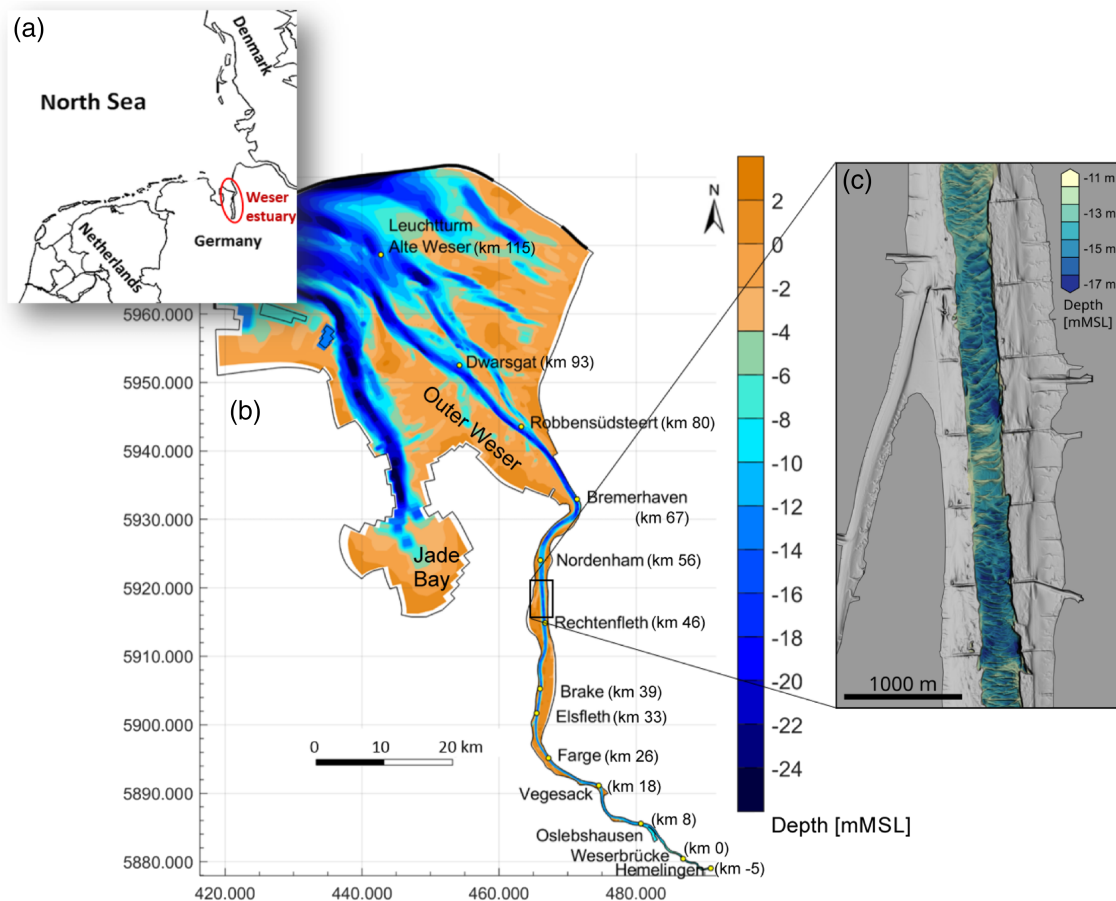 (a)
Denmark
North Sea
Weser
estuary
Germany
Netherlands
(b)
Leuchtturm
Alte Weser (km 115)
Dwarsgat (km 93)
Outer Weser
Robbensüdsteert (km 80)
Bremerhaven
(km 67)
Nordenham (km 56)
Jade
Bay
Rechtenfleth (km 46)
Brake (km 39)
Elsfleth (km 33)
Farge (km 26)
(km 18)
Vegesack
(km 8)
Oslebshausen
(km 0)
Weserbrücke
Hemelingen (km -5)
0 10 20 km
5960.000
5950.000
5940.000
5930.000
5920.000
5910.000
5900.000
5890.000
5880.000
420.000 440.000 460.000 480.000
N
2
0
-2
-4
-6
-8
-10
-12
-14
-16
-18
-20
-22
-24
Depth [mMSL]
(c)
-11 m
-13 m
-15 m
-17 m
Depth
[mMSL]
1000 m